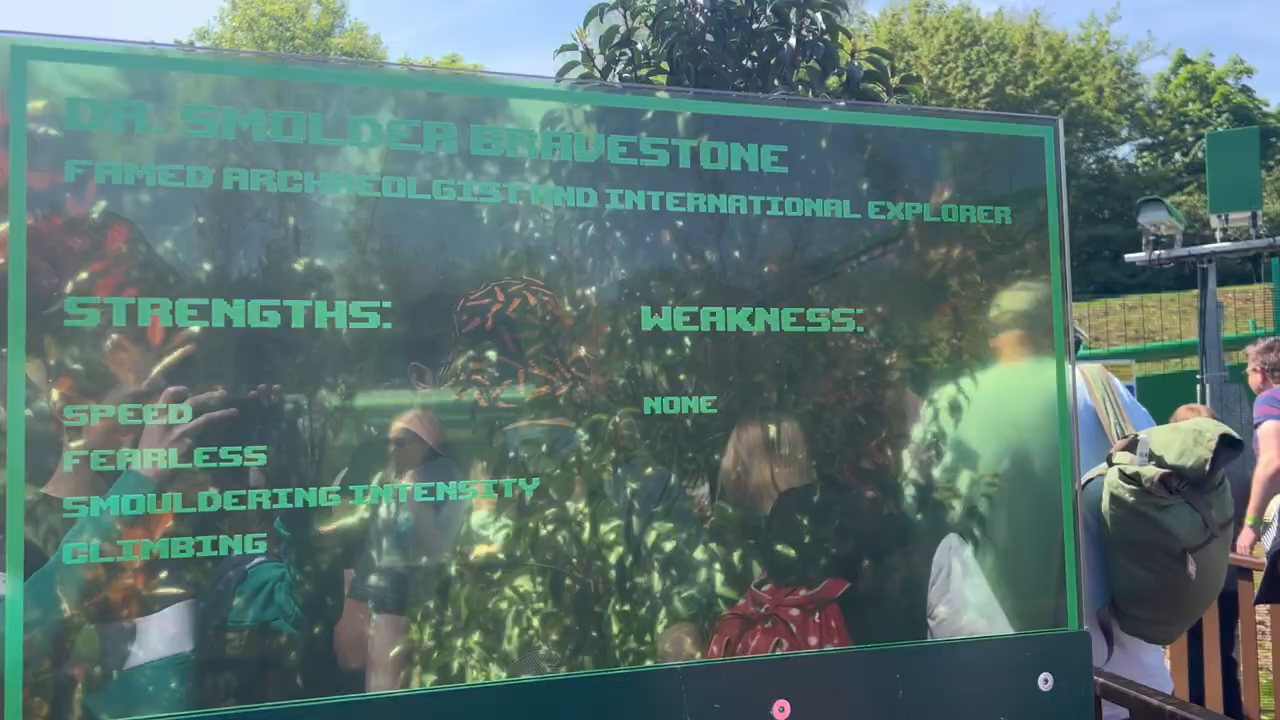 DR. SMOLDER BRAVESTONE
FAMED ARCHAEOLGIST AND INTERNATIONAL EXPLORER
STRENGTHS:
WEAKNESS:
SPEED
NONE
FEARLESS
SMOULDERING INTENSITY
CLIMBING